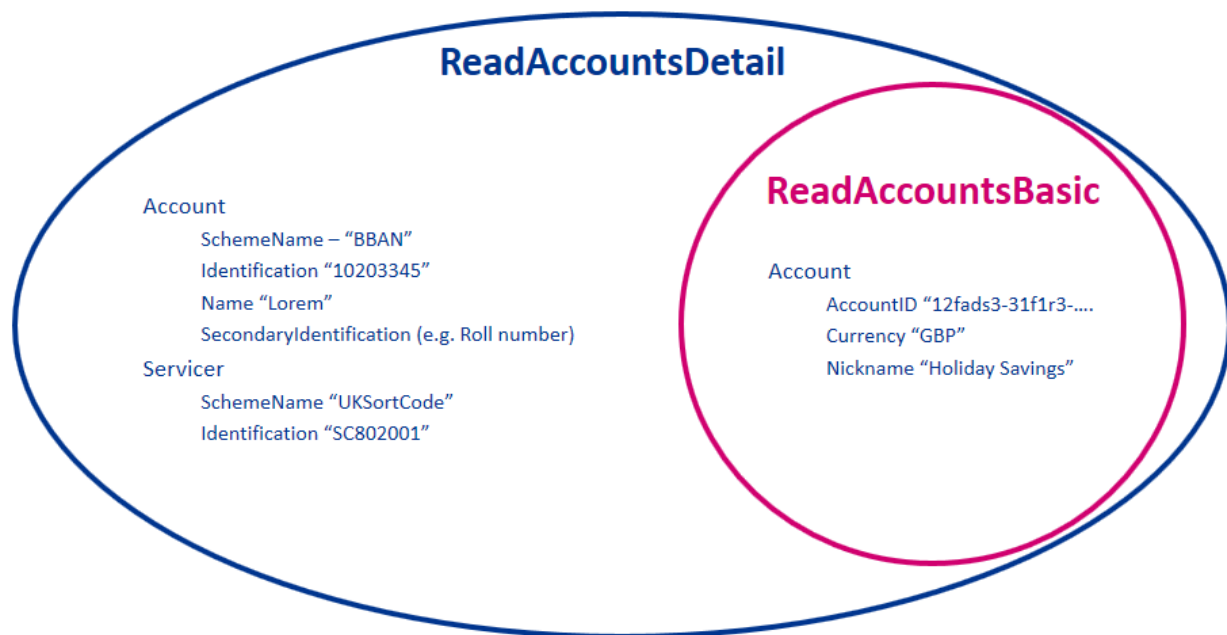 ReadAccountsDetail
Account
SchemeName – “BBAN”
Identification “10203345”
Name “Lorem”
SecondaryIdentification (e.g. Roll number)
Servicer
SchemeName “UKSortCode”
Identification “SC802001”
ReadAccountsBasic
Account
AccountID “12fads3-31f1r3-….
Currency “GBP”
Nickname “Holiday Savings”